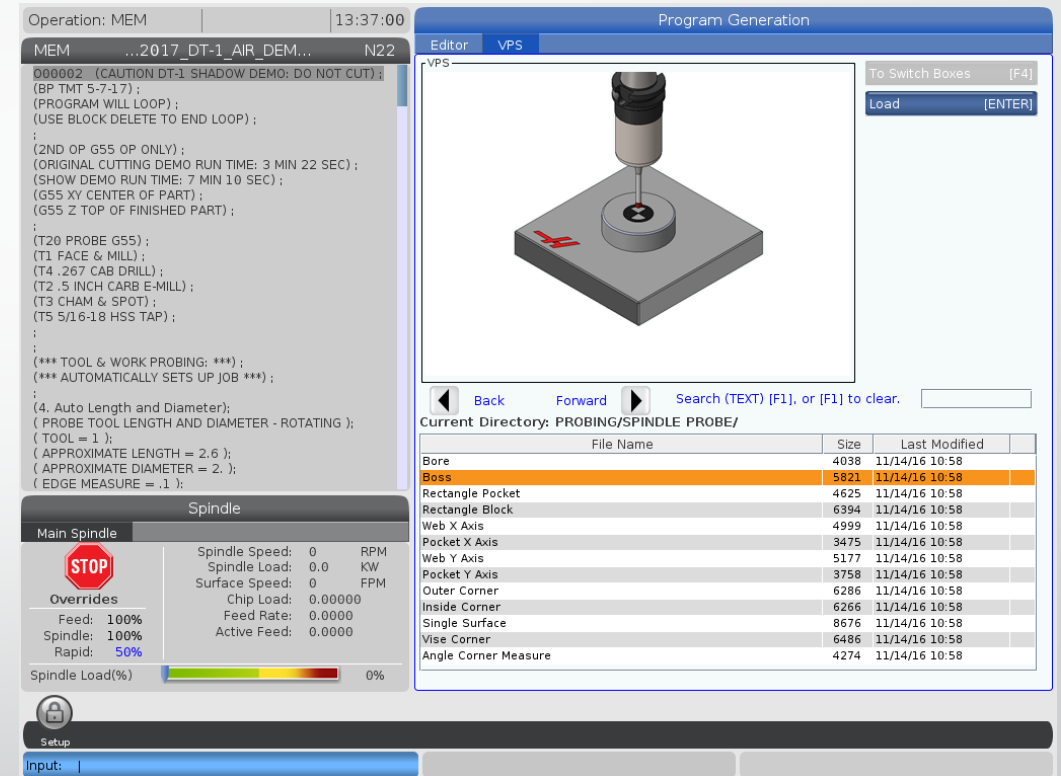 Operation: MEM
13:37:00
MEM ...2017_DT-1_AIR_DEM... N22
O00002 (CAUTION DT-1 SHADOW DEMO: DO NOT CUT) ;
(BP TMT 5-7-17) ;
(PROGRAM WILL LOOP) ;
(USE BLOCK DELETE TO END LOOP) ;
;
(2ND OP G55 OP ONLY) ;
(ORIGINAL CUTTING DEMO RUN TIME: 3 MIN 22 SEC) ;
(SHOW DEMO RUN TIME: 7 MIN 10 SEC) ;
(G55 XY CENTER OF PART) ;
(G55 Z TOP OF FINISHED PART) ;
;
(T20 PROBE G55) ;
(T1 FACE & MILL) ;
(T4 .267 CAB DRILL) ;
(T2 .5 INCH CARB E-MILL) ;
(T3 CHAM & SPOT) ;
(T5 5/16-18 HSS TAP) ;
;
;
(*** TOOL & WORK PROBING: ***) ;
(*** AUTOMATICALLY SETS UP JOB ***) ;
;
(4. Auto Length and Diameter);
( PROBE TOOL LENGTH AND DIAMETER - ROTATING );
( TOOL = 1 );
( APPROXIMATE LENGTH = 2.6 );
( APPROXIMATE DIAMETER = 2. );
( EDGE MEASURE = .1 );
Spindle
Main Spindle
STOP
Overrides
Feed: 100%
Spindle: 100%
Rapid: 50%
Spindle Speed: 0 RPM
Spindle Load: 0.0 KW
Surface Speed: 0 FPM
Chip Load: 0.00000
Feed Rate: 0.0000
Active Feed: 0.0000
Spindle Load(%) 0%
Program Generation
Editor VPS
VPS
To Switch Boxes [F4]
Load [ENTER]
Back Forward Search (TEXT) [F1], or [F1] to clear.
Current Directory: PROBING/SPINDLE PROBE/
File Name Size Last Modified
Bore 4038 11/14/16 10:58
Boss 5821 11/14/16 10:58
Rectangle Pocket 4625 11/14/16 10:58
Rectangle Block 6394 11/14/16 10:58
Web X Axis 4999 11/14/16 10:58
Pocket X Axis 3475 11/14/16 10:58
Web Y Axis 5177 11/14/16 10:58
Pocket Y Axis 3758 11/14/16 10:58
Outer Corner 6286 11/14/16 10:58
Inside Corner 6266 11/14/16 10:58
Single Surface 8676 11/14/16 10:58
Vise Corner 6486 11/14/16 10:58
Angle Corner Measure 4274 11/14/16 10:58
Setup
Input: